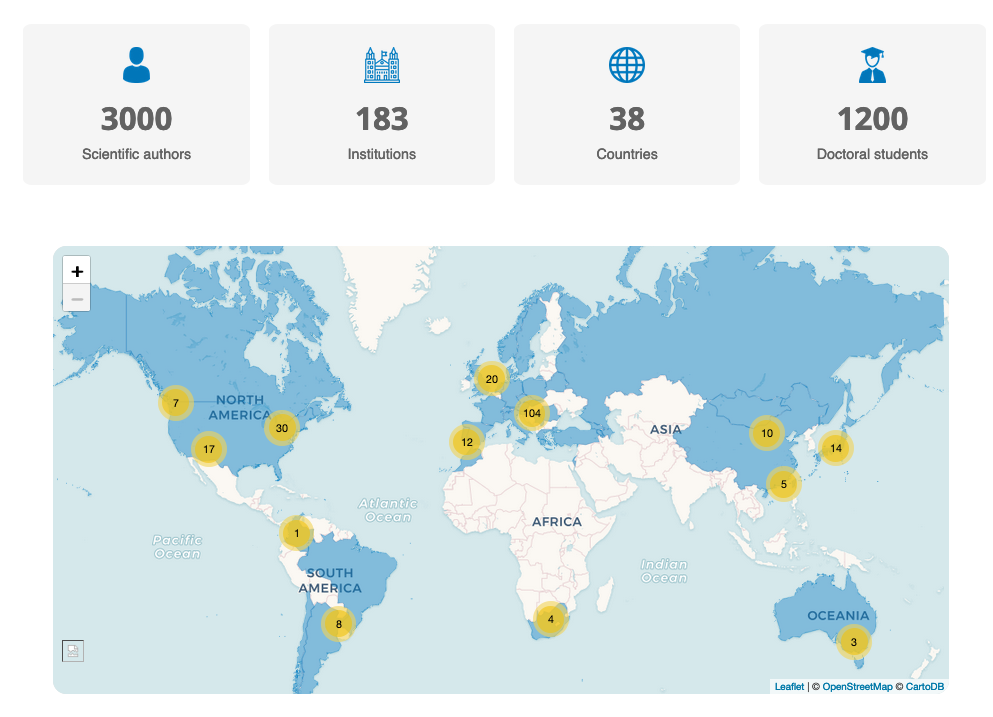 3000
183
38
1200
Scientific authors
Institutions
Countries
Doctoral students
+
−
20
7
NORTH
AMERICA
104
30
ASIA
10
12
17
14
5
Atlantic
Ocean
AFRICA
1
Pacific
Ocean
Indian
Ocean
SOUTH
AMERICA
OCEANIA
4
8
3
Leaflet | © OpenStreetMap © CartoDB